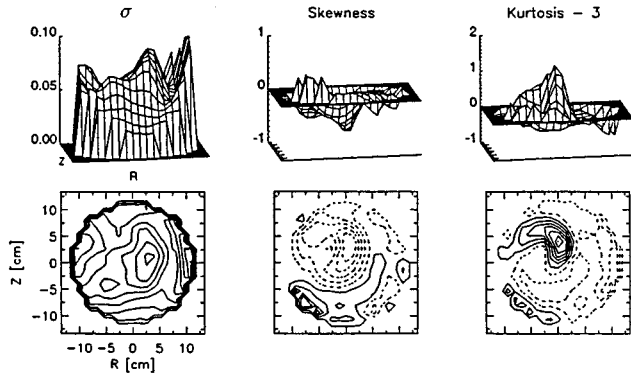 σ
Skewness
Kurtosis – 3
0.10
0.05
0.00
Z
R
1
0
-1
2
1
0
-1
10
5
0
-5
-10
Z [cm]
-10 -5 0 5 10
R [cm]